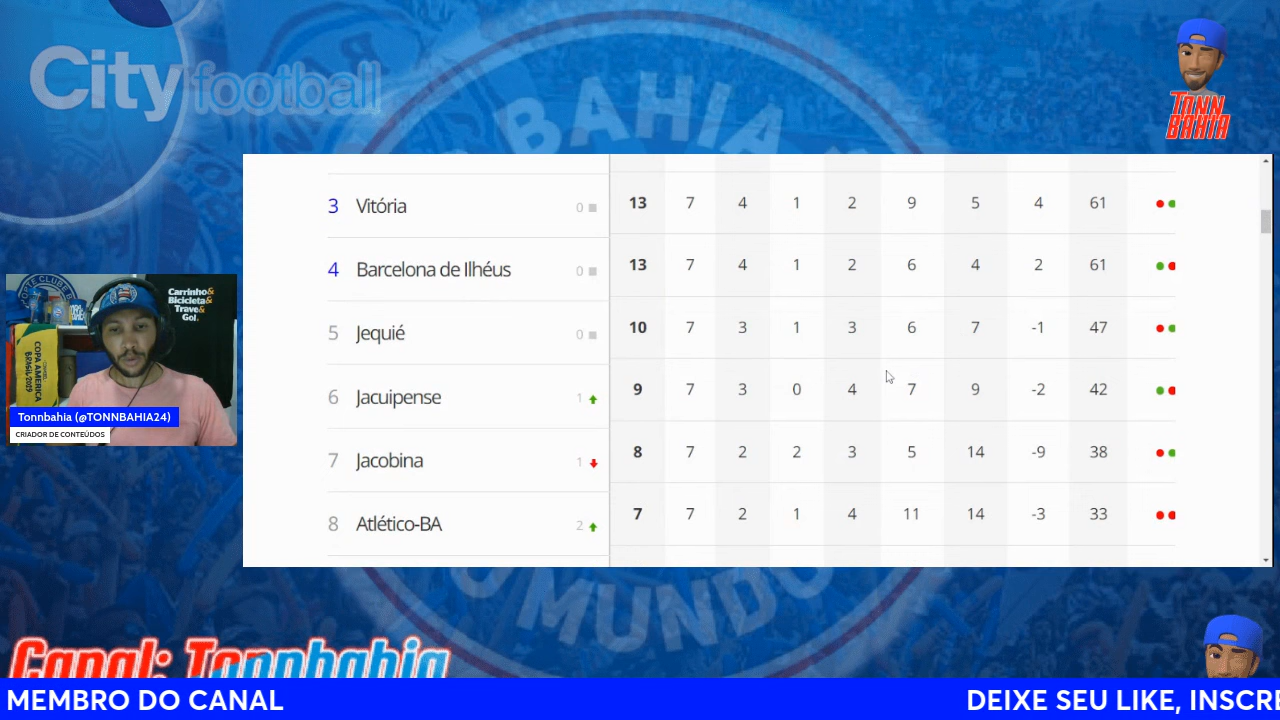 City football
TONN
BAHIA
BAHIA
3 Vitória 0 13 7 4 1 2 9 5 4 61
4 Barcelona de Ilhéus 0 13 7 4 1 2 6 4 2 61
5 Jequié 0 10 7 3 1 3 6 7 -1 47
6 Jacuipense 1 9 7 3 0 4 7 9 -2 42
7 Jacobina 1 8 7 2 2 3 5 14 -9 38
8 Atlético-BA 2 7 7 2 1 4 11 14 -3 33
Carrinho&
Bicicleta&
Trave&
Gol.
COPA AMERICA
BRASIL 2019
Tonnbahia (@TONNBAHIA24)
CRIADOR DE CONTEÚDOS
MUNDO
Canal: Tonnbahia
MEMBRO DO CANAL
DEIXE SEU LIKE, INSCRE